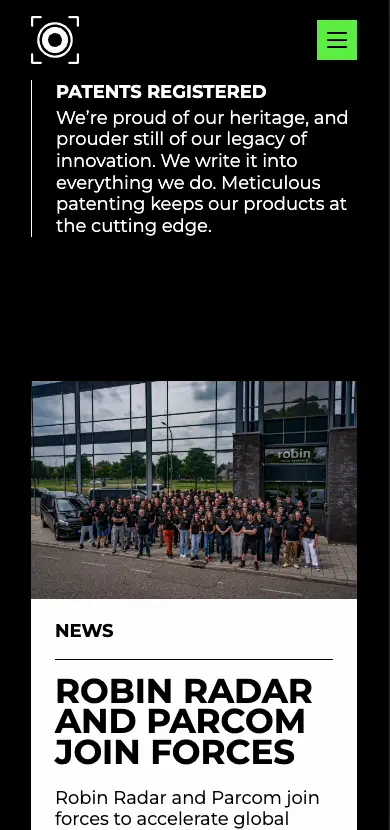 PATENTS REGISTERED
We’re proud of our heritage, and
prouder still of our legacy of
innovation. We write it into
everything we do. Meticulous
patenting keeps our products at
the cutting edge.
robin
NEWS
ROBIN RADAR
AND PARCOM
JOIN FORCES
Robin Radar and Parcom join
forces to accelerate global